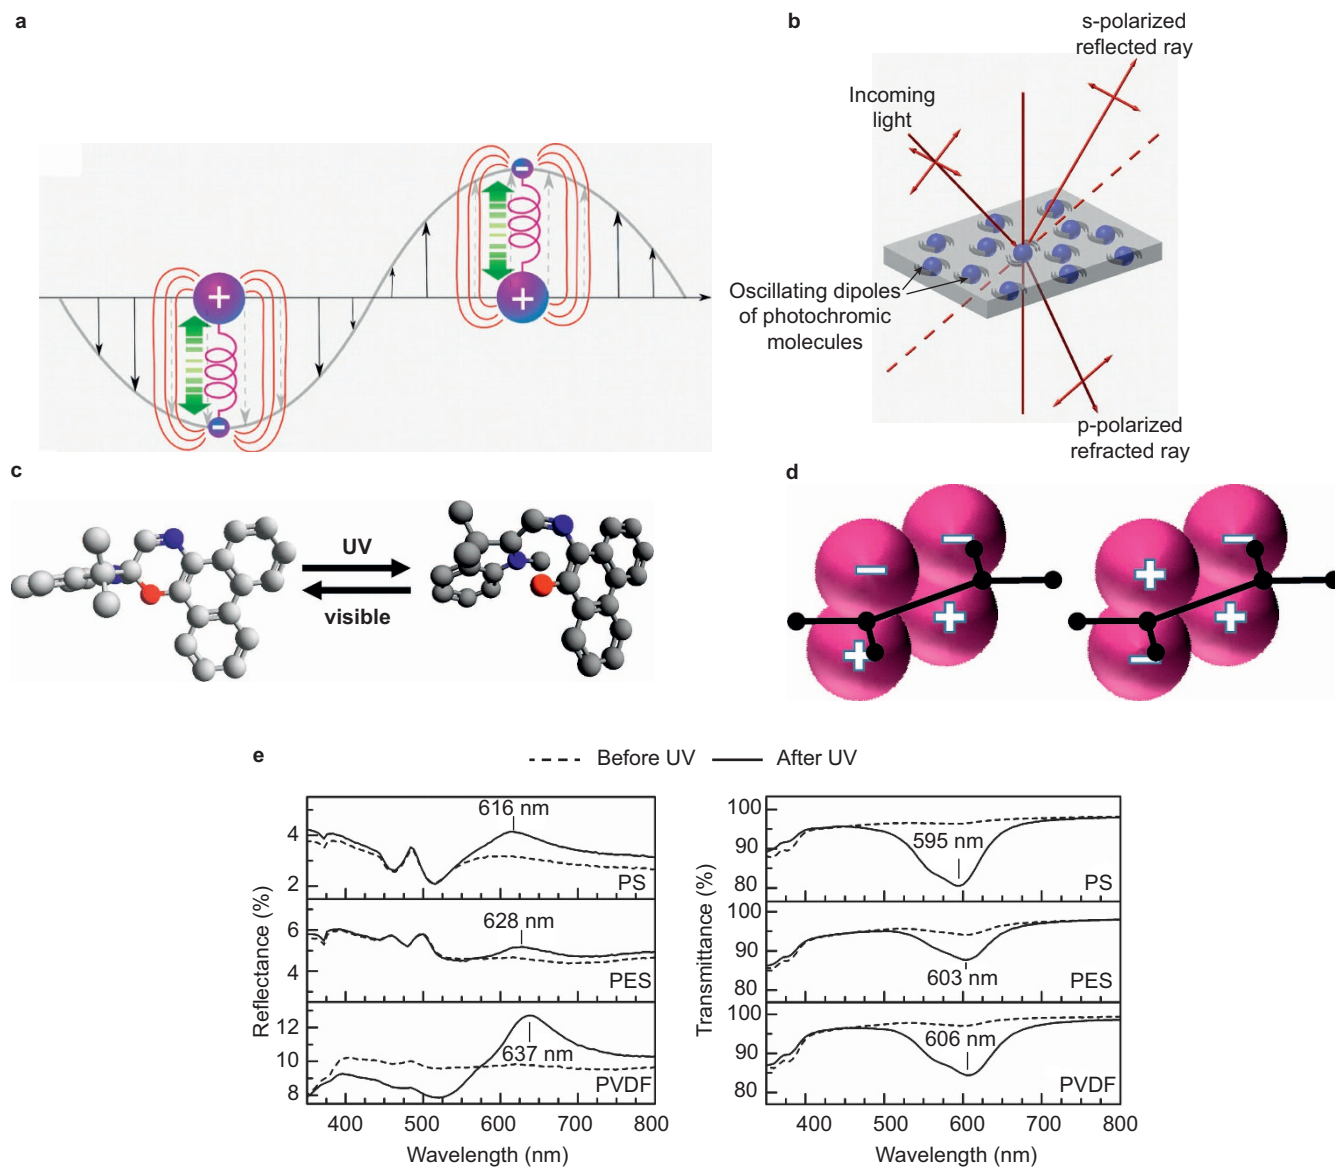 a
+
−
−
+
b
s-polarized
reflected ray
Incoming
light
Oscillating dipoles
of photochromic
molecules
p-polarized
refracted ray
c
UV
visible
d
−
−
+
+
−
+
+
−
e
Before UV
After UV
Reflectance (%)
4
2
616 nm
PS
6
4
628 nm
PES
12
10
8
637 nm
PVDF
400 500 600 700 800
Wavelength (nm)
Transmittance (%)
100
90
80
595 nm
PS
100
90
80
603 nm
PES
100
90
80
606 nm
PVDF
400 500 600 700 800
Wavelength (nm)